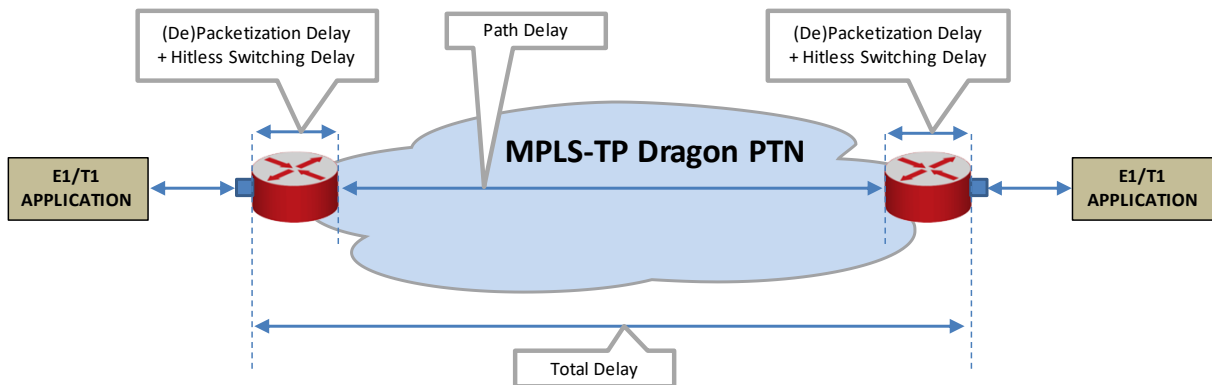 (De)Packetization Delay
+ Hitless Switching Delay
Path Delay
(De)Packetization Delay
+ Hitless Switching Delay
MPLS-TP Dragon PTN
E1/T1
APPLICATION
E1/T1
APPLICATION
Total Delay